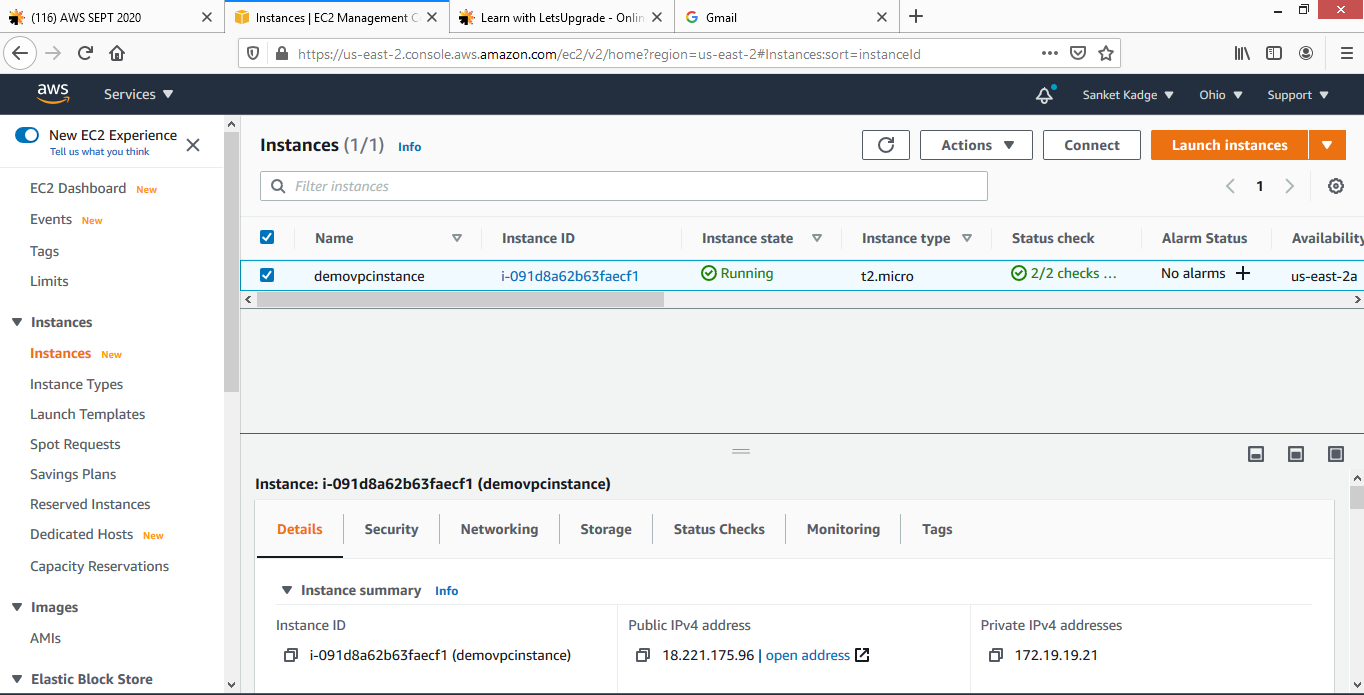 (116) AWS SEPT 2020
Instances | EC2 Management C
Learn with LetsUpgrade - Onlin
Gmail
https://us-east-2.console.aws.amazon.com/ec2/v2/home?region=us-east-2#Instances:sort=instanceId
aws
Services
Sanket Kadge
Ohio
Support
New EC2 Experience
Tell us what you think
EC2 Dashboard New
Events New
Tags
Limits
Instances
Instances New
Instance Types
Launch Templates
Spot Requests
Savings Plans
Reserved Instances
Dedicated Hosts New
Capacity Reservations
Images
AMIs
Elastic Block Store
Instances (1/1) Info
Actions
Connect
Launch instances
Filter instances
1
Name Instance ID Instance state Instance type Status check Alarm Status Availability
demovpcinstance i-091d8a62b63faecf1 Running t2.micro 2/2 checks ... No alarms + us-east-2a
Instance: i-091d8a62b63faecf1 (demovpcinstance)
Details Security Networking Storage Status Checks Monitoring Tags
Instance summary Info
Instance ID
i-091d8a62b63faecf1 (demovpcinstance)
Public IPv4 address
18.221.175.96 | open address
Private IPv4 addresses
172.19.19.21